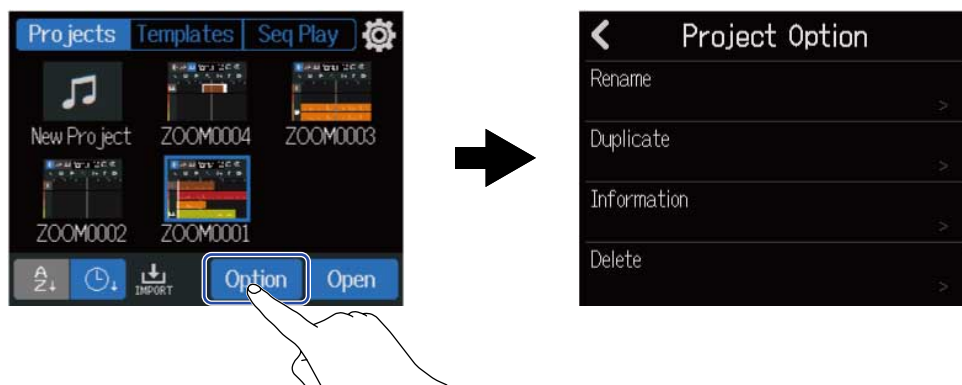 Projects Templates Seq Play
New Project ZOOM0004 ZOOM0003
ZOOM0002 ZOOM0001
A
Z
IMPORT
Option Open
Project Option
Rename
>
Duplicate
>
Information
>
Delete
>